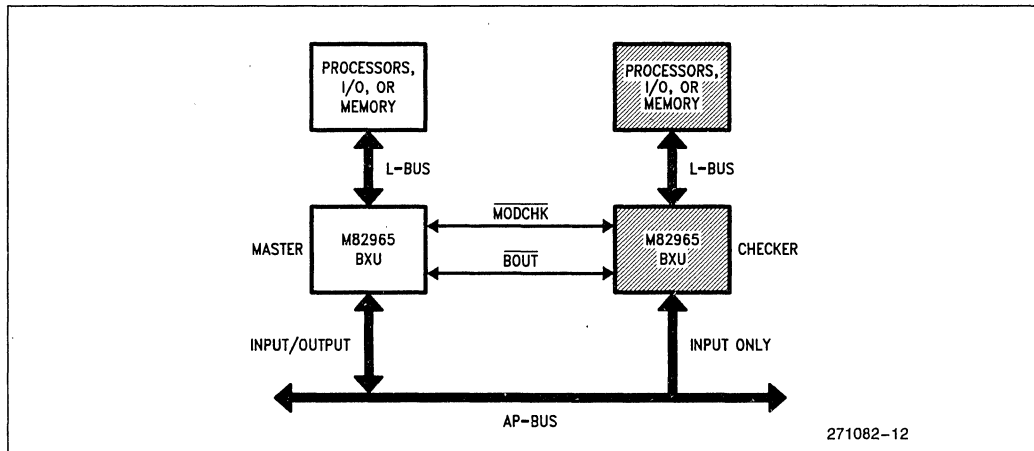 PROCESSORS,
I/O, OR
MEMORY
PROCESSORS,
I/O, OR
MEMORY
L-BUS
L-BUS
MODCHK
MASTER
M82965
BXU
M82965
BXU
CHECKER
BOUT
INPUT/OUTPUT
INPUT ONLY
AP-BUS
271082-12